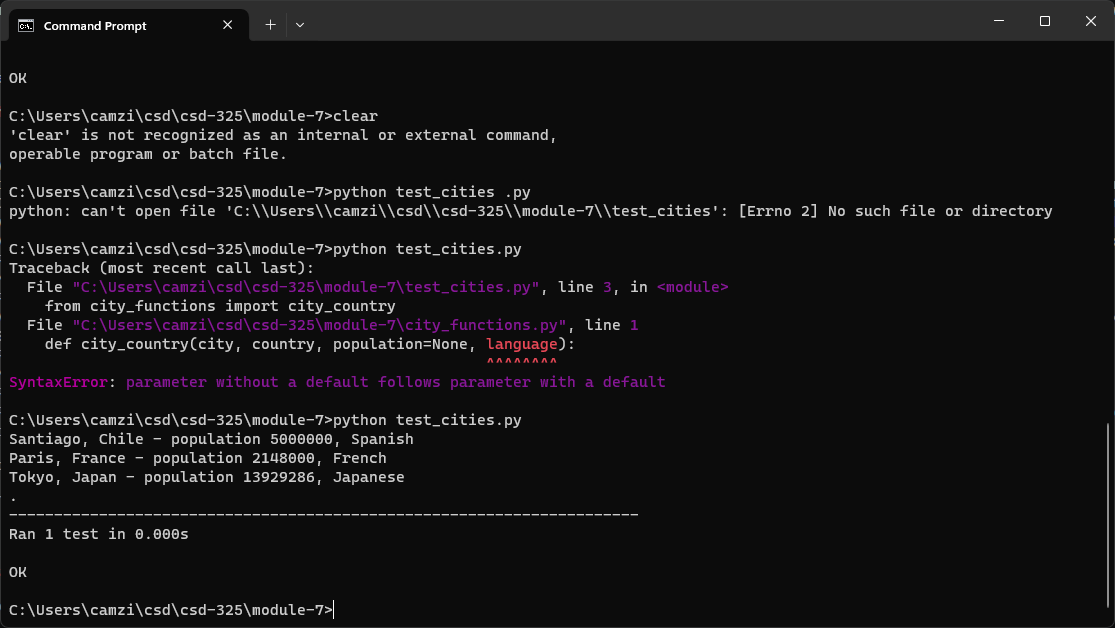 Command Prompt
OK
C:\Users\camzi\csd\csd-325\module-7>clear
'clear' is not recognized as an internal or external command,
operable program or batch file.
C:\Users\camzi\csd\csd-325\module-7>python test_cities .py
python: can't open file 'C:\\Users\\camzi\\csd\\csd-325\\module-7\\test_cities': [Errno 2] No such file or directory
C:\Users\camzi\csd\csd-325\module-7>python test_cities.py
Traceback (most recent call last):
  File "C:\Users\camzi\csd\csd-325\module-7\test_cities.py", line 3, in <module>
    from city_functions import city_country
  File "C:\Users\camzi\csd\csd-325\module-7\city_functions.py", line 1
    def city_country(city, country, population=None, language):
                                                     ^^^^^^^^
SyntaxError: parameter without a default follows parameter with a default
C:\Users\camzi\csd\csd-325\module-7>python test_cities.py
Santiago, Chile - population 5000000, Spanish
Paris, France - population 2148000, French
Tokyo, Japan - population 13929286, Japanese
.
----------------------------------------------------------------------
Ran 1 test in 0.000s
OK
C:\Users\camzi\csd\csd-325\module-7>